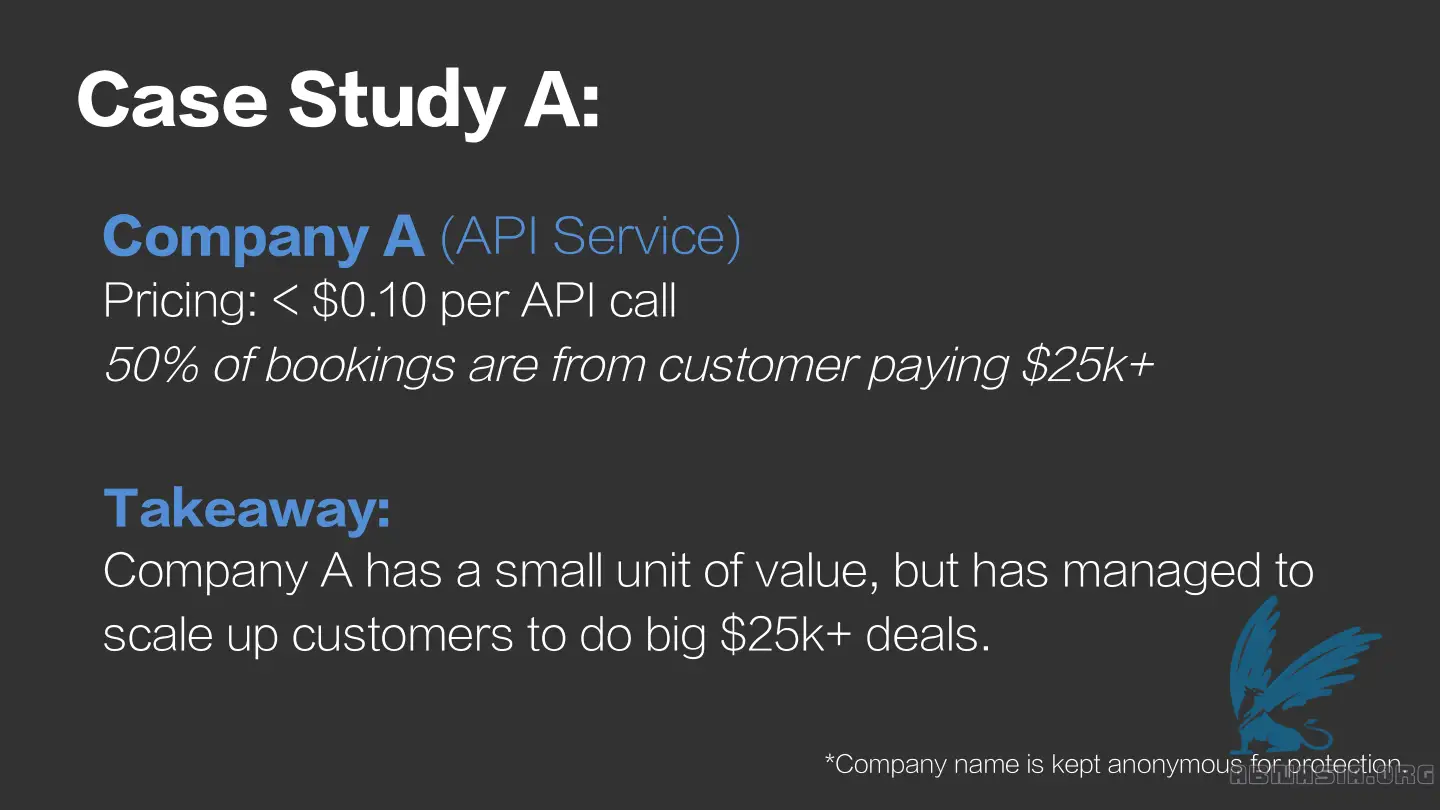 Case Study A:
Company A (API Service)
Pricing: < $0.10 per API call
50% of bookings are from customer paying $25k+
Takeaway:
Company A has a small unit of value, but has managed to
scale up customers to do big $25k+ deals.
*Company name is kept anonymous for protection.
ABNASIA.ORG